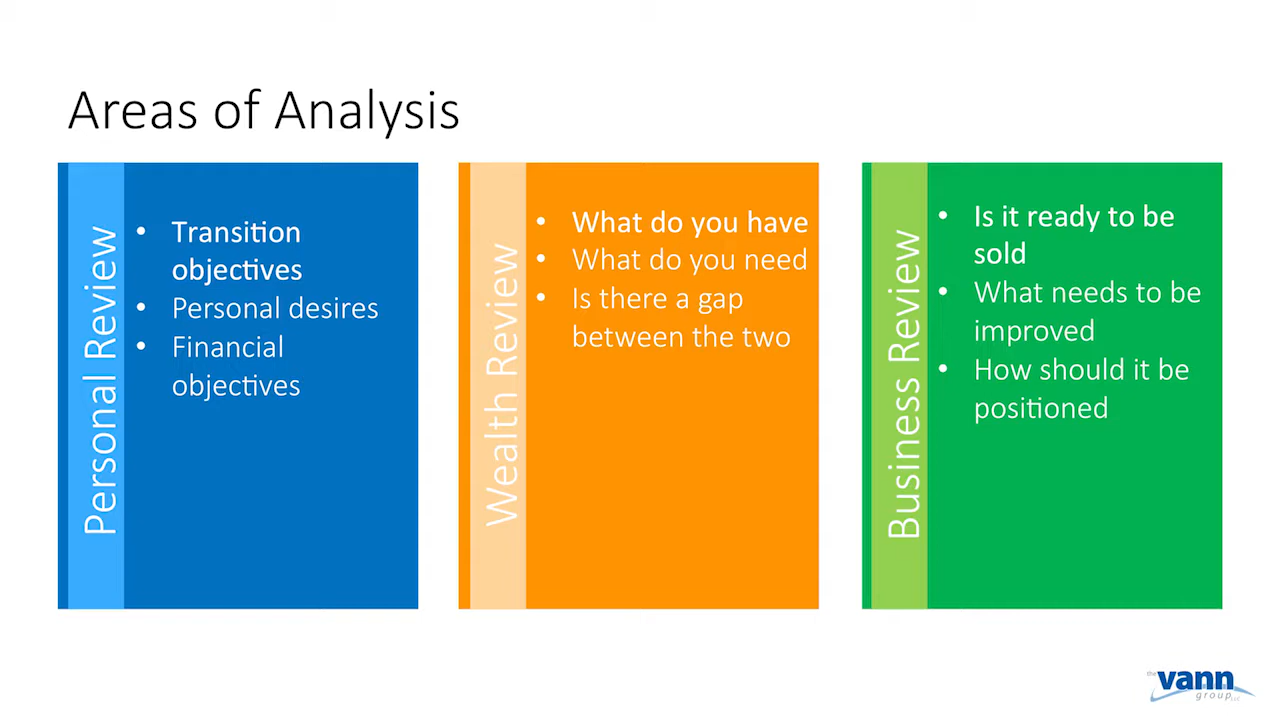 Areas of Analysis
Personal Review
• Transition
objectives
• Personal desires
• Financial
objectives
Wealth Review
• What do you have
• What do you need
• Is there a gap
between the two
Business Review
• Is it ready to be
sold
• What needs to be
improved
• How should it be
positioned
the vann
group LLC